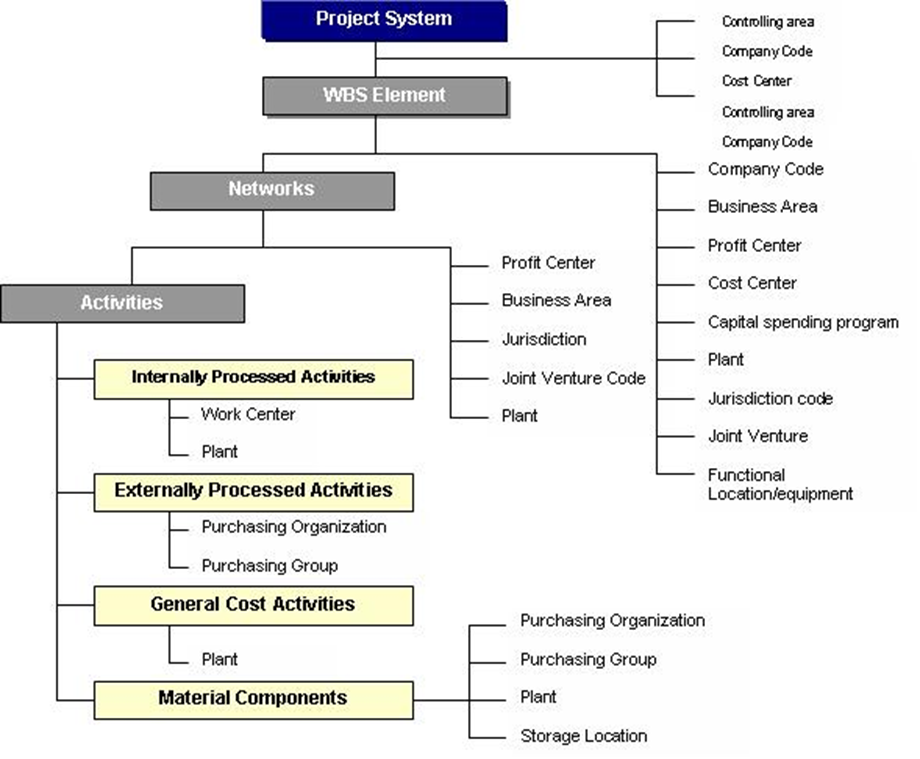 Project System
Controlling area
Company Code
Cost Center
Controlling area
Company Code
WBS Element
Company Code
Business Area
Profit Center
Cost Center
Capital spending program
Plant
Jurisdiction code
Joint Venture
Functional
Location/equipment
Networks
Profit Center
Business Area
Jurisdiction
Joint Venture Code
Plant
Activities
Internally Processed Activities
Work Center
Plant
Externally Processed Activities
Purchasing Organization
Purchasing Group
General Cost Activities
Plant
Material Components
Purchasing Organization
Purchasing Group
Plant
Storage Location